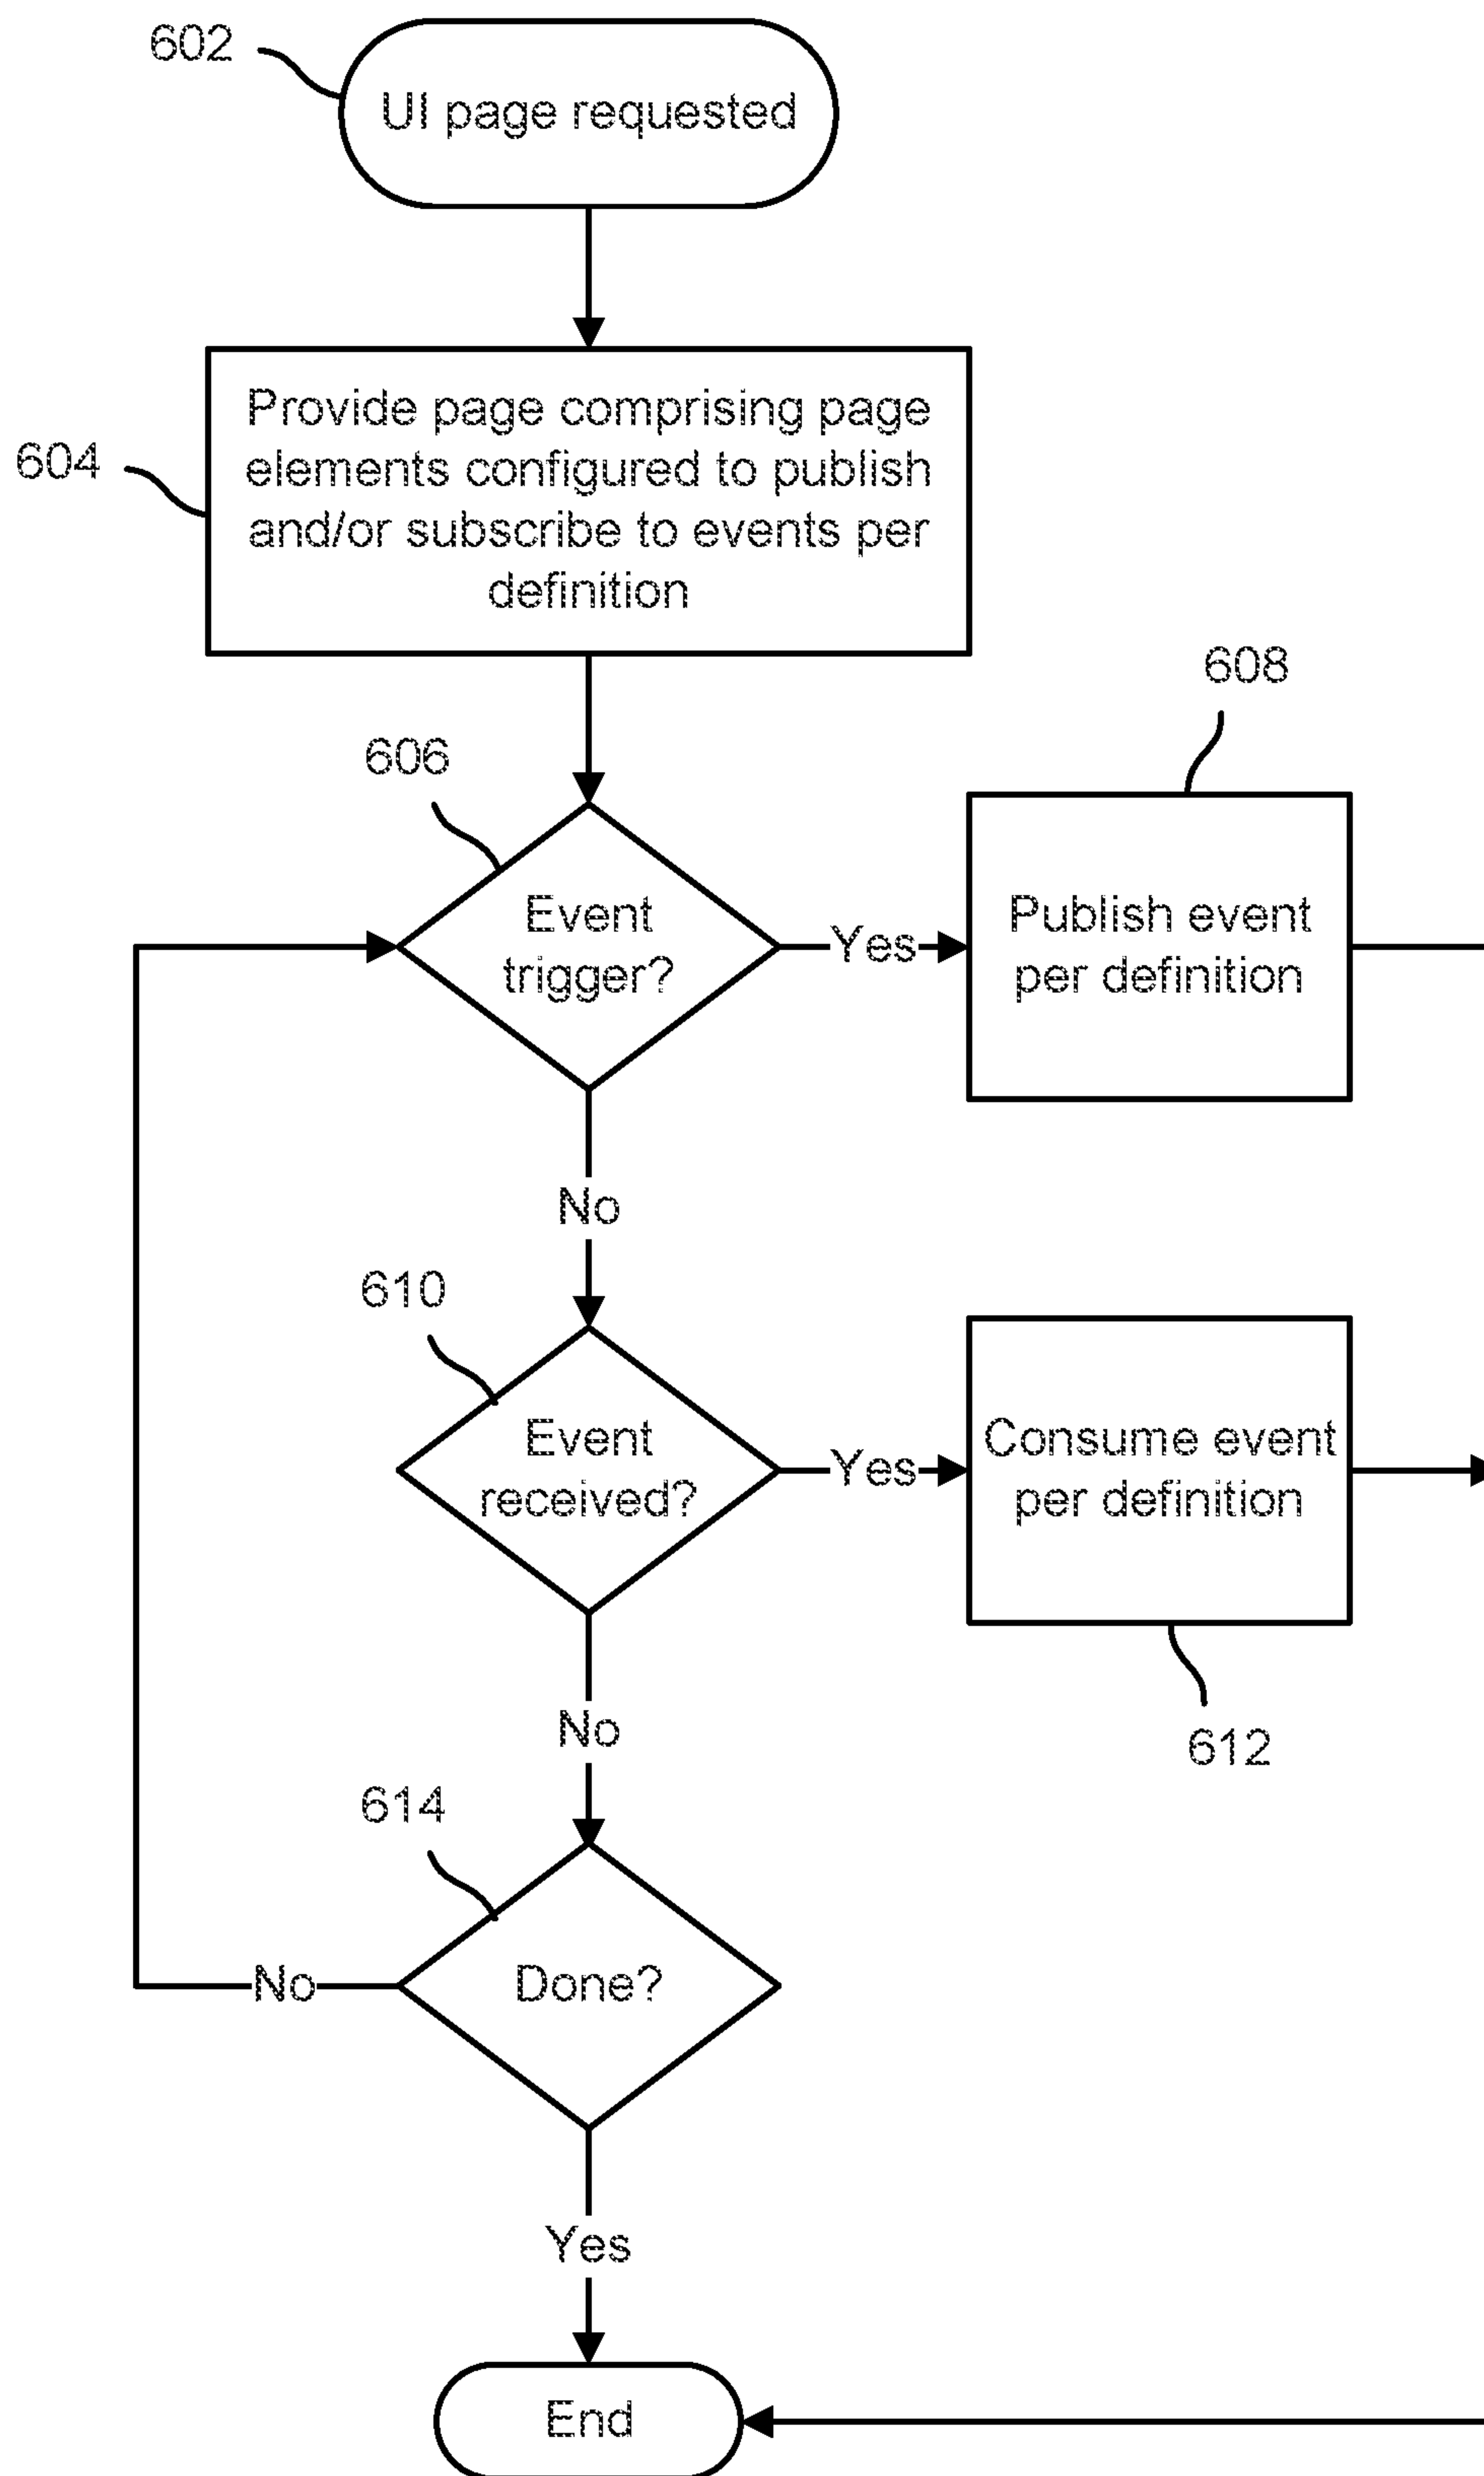 602
UI page requested
604
Provide page comprising page
elements configured to publish
and/or subscribe to events per
definition
606
Event
trigger?
Yes
608
Publish event
per definition
No
610
Event
received?
Yes
Consume event
per definition
612
No
614
Done?
No
Yes
End